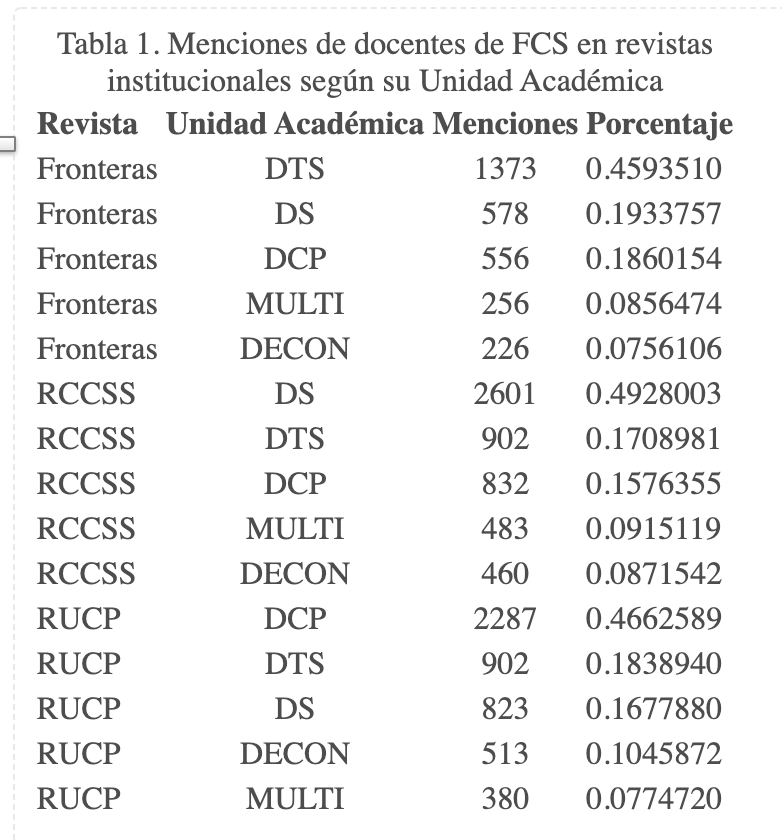 Tabla 1. Menciones de docentes de FCS en revistas
institucionales según su Unidad Académica
Revista Unidad Académica Menciones Porcentaje
Fronteras DTS 1373 0.4593510
Fronteras DS 578 0.1933757
Fronteras DCP 556 0.1860154
Fronteras MULTI 256 0.0856474
Fronteras DECON 226 0.0756106
RCCSS DS 2601 0.4928003
RCCSS DTS 902 0.1708981
RCCSS DCP 832 0.1576355
RCCSS MULTI 483 0.0915119
RCCSS DECON 460 0.0871542
RUCP DCP 2287 0.4662589
RUCP DTS 902 0.1838940
RUCP DS 823 0.1677880
RUCP DECON 513 0.1045872
RUCP MULTI 380 0.0774720